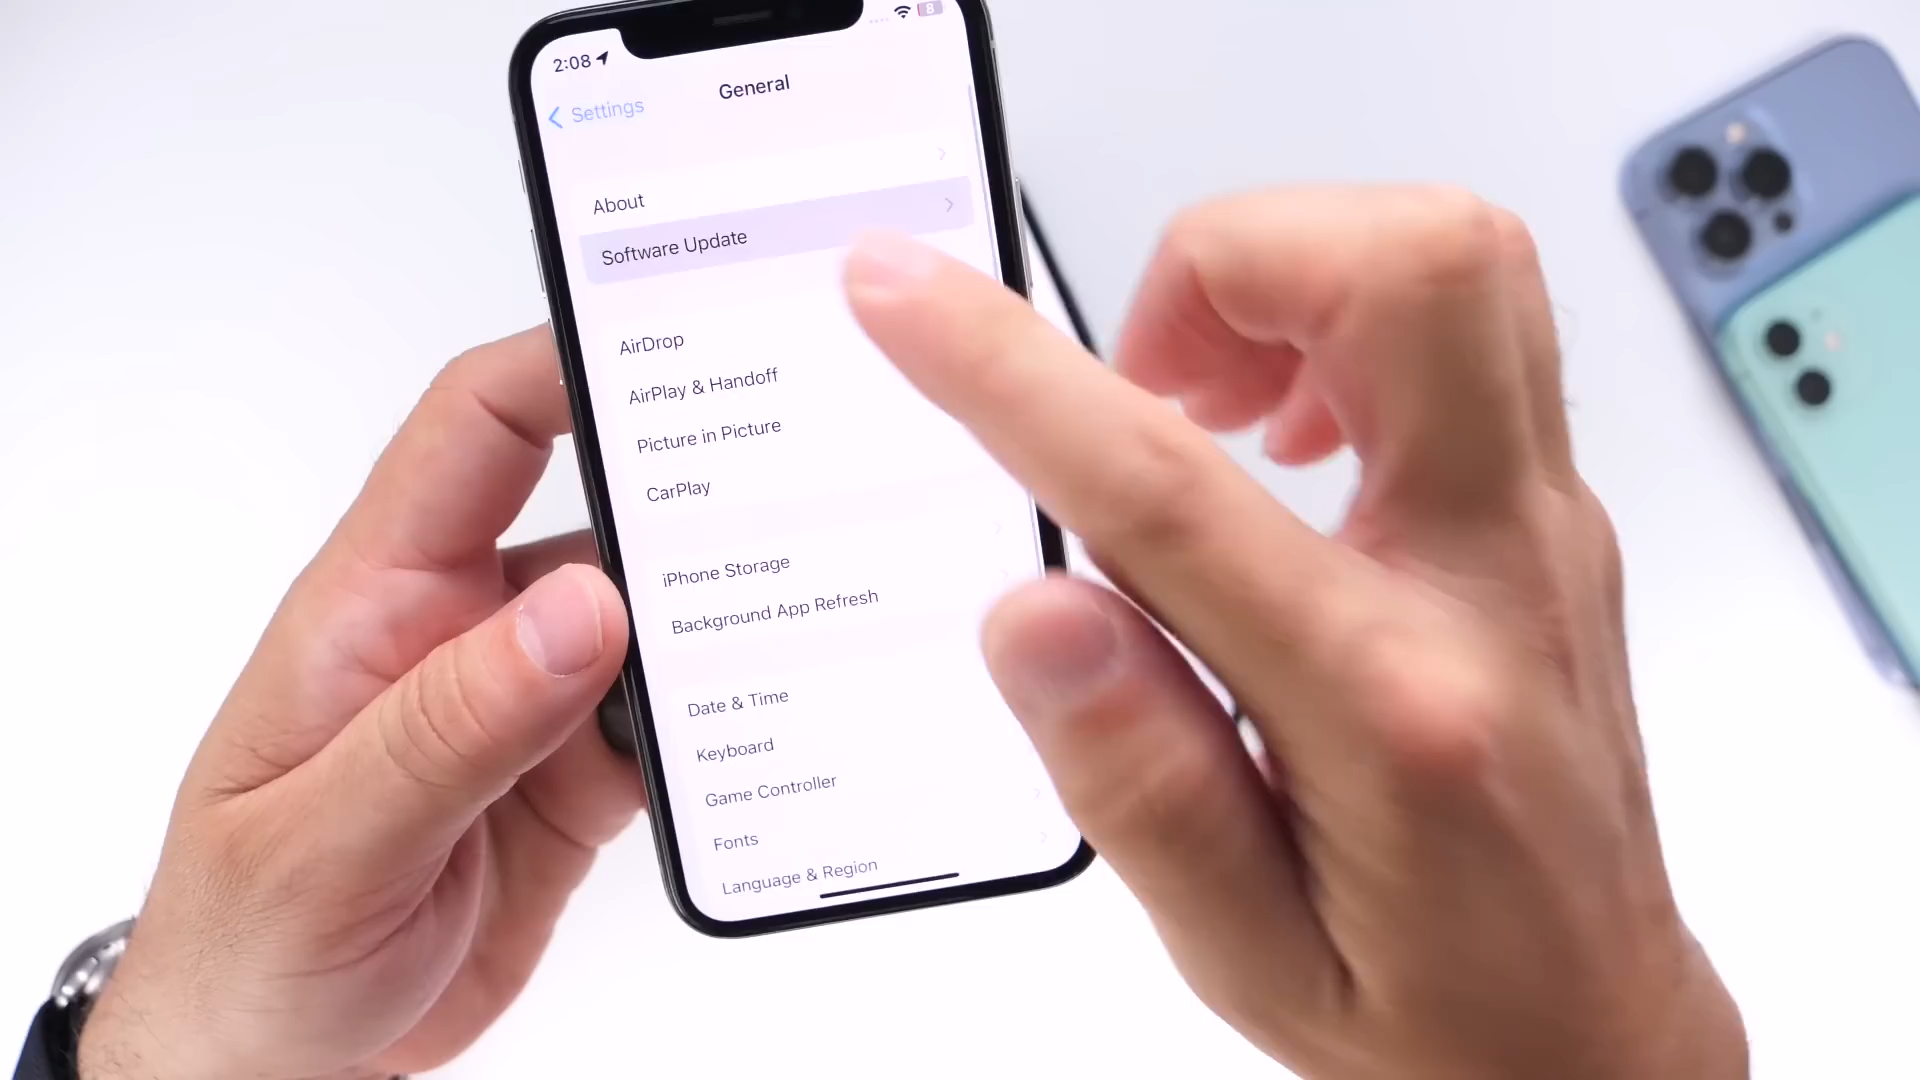 2:08
8
Settings
General
About
Software Update
AirDrop
AirPlay & Handoff
Picture in Picture
CarPlay
iPhone Storage
Background App Refresh
Date & Time
Keyboard
Game Controller
Fonts
Language & Region